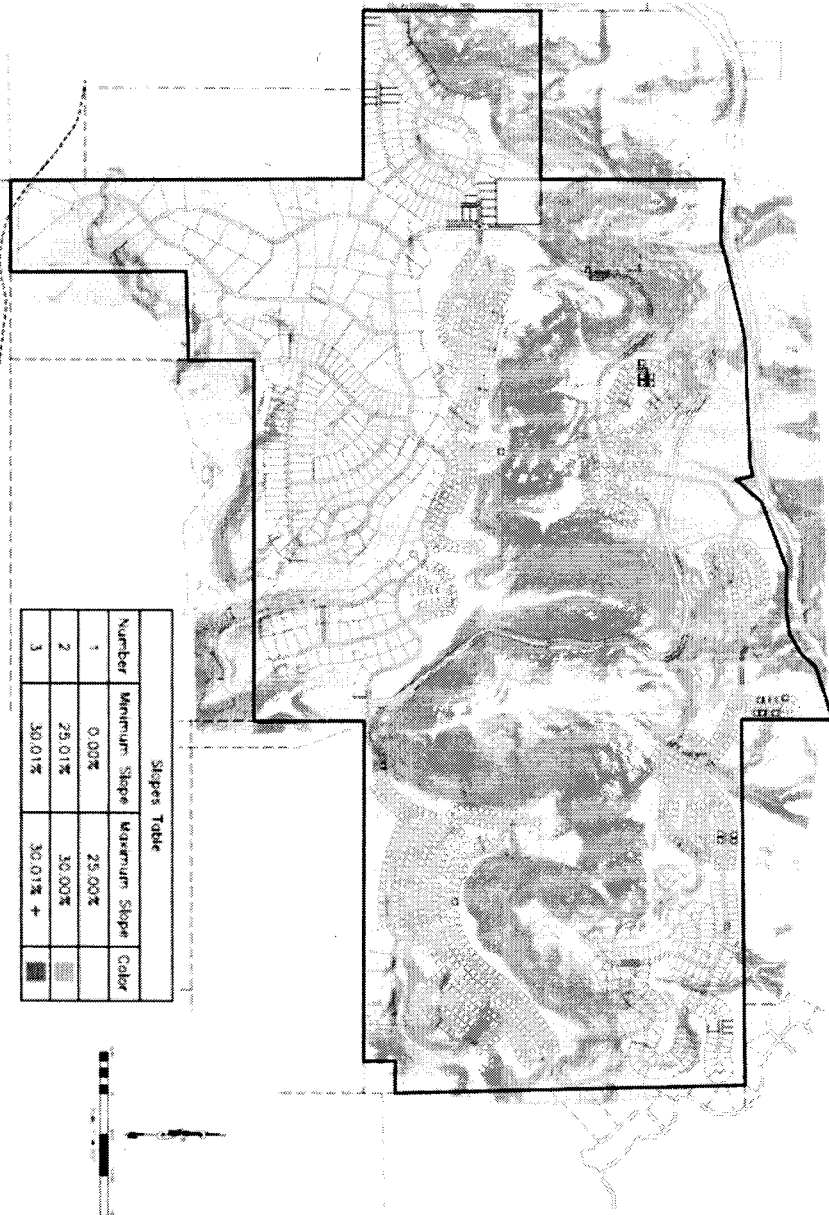 Slopes Table
Number Minimum Slope Maximum Slope Color
1 0.00% 25.00%
2 25.01% 30.00%
3 30.01% 30.01% +